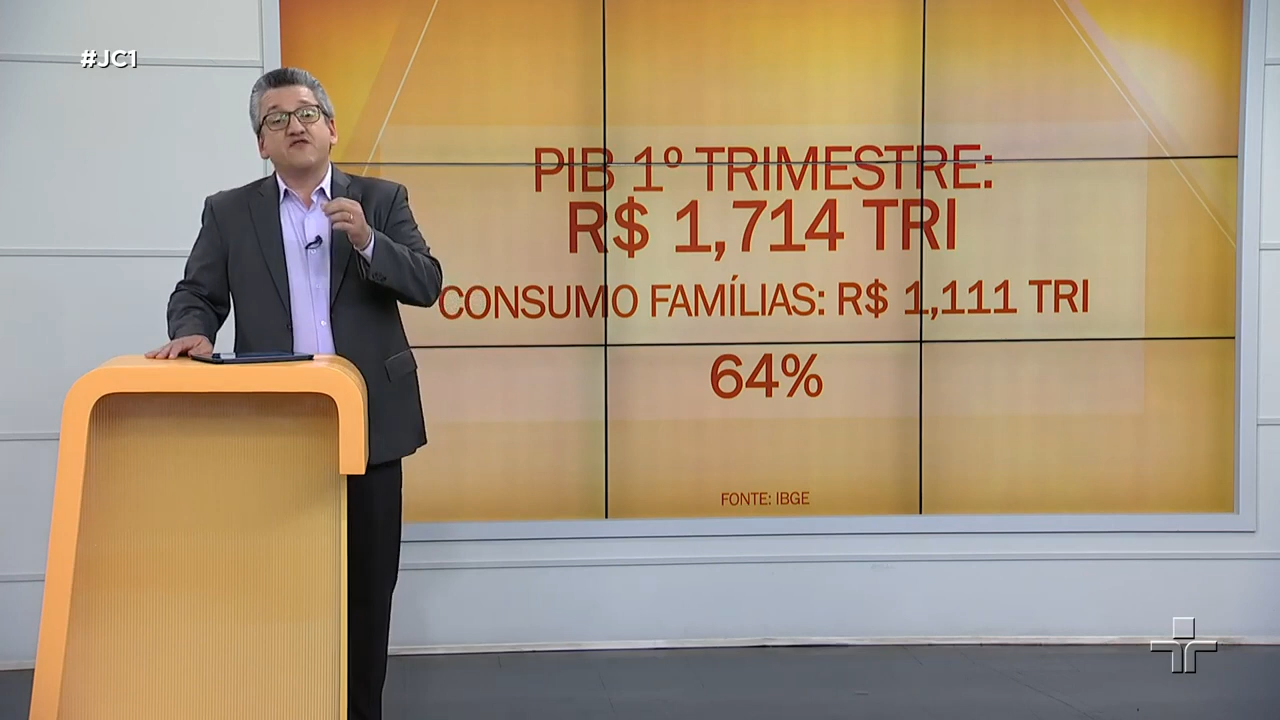 #JC1
PIB 1º TRIMESTRE:
R$ 1,714 TRI
CONSUMO FAMÍLIAS: R$ 1,111 TRI
64%
FONTE: IBGE